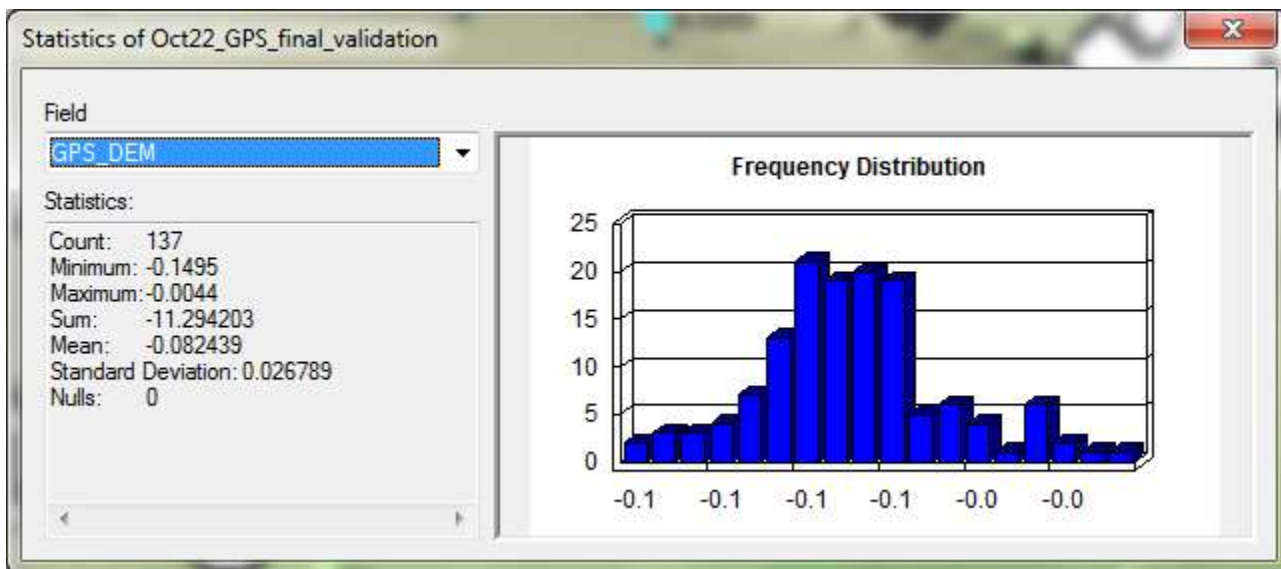 Statistics of Oct22_GPS_final_validation
Field
GPS_DEM
Statistics:
Count: 137
Minimum: -0.1495
Maximum: -0.0044
Sum: -11.294203
Mean: -0.082439
Standard Deviation: 0.026789
Nulls: 0
Frequency Distribution
25
20
15
10
5
0
-0.1 -0.1 -0.1 -0.1 -0.0 -0.0